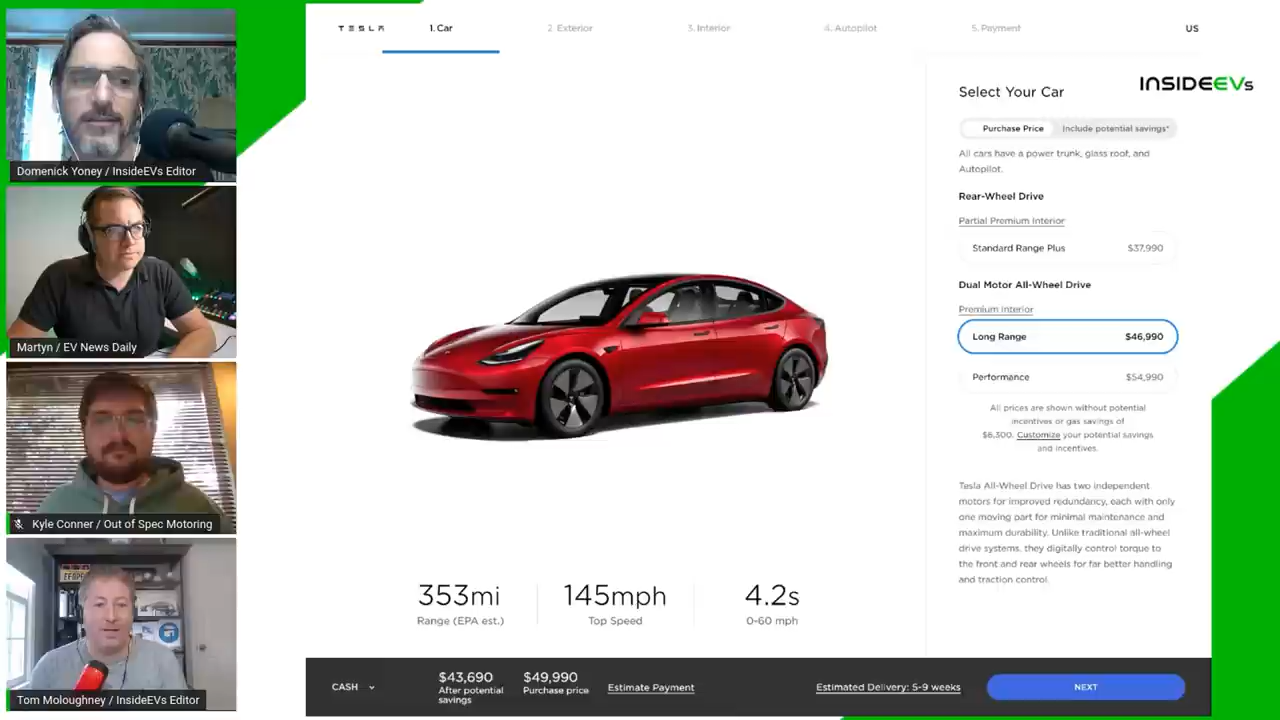 TESLA
1. Car
2. Exterior
3. Interior
4. Autopilot
5. Payment
US
INSIDEEVs
Select Your Car
Purchase Price
Include potential savings*
All cars have a power trunk, glass roof, and
Autopilot.
Rear-Wheel Drive
Partial Premium Interior
Standard Range Plus $37,990
Dual Motor All-Wheel Drive
Premium Interior
Long Range $46,990
Performance $54,990
All prices are shown without potential
incentives or gas savings of
$6,300. Customize your potential savings
and incentives.
Tesla All-Wheel Drive has two independent
motors for improved redundancy, each with only
one moving part for minimal maintenance and
maximum durability. Unlike traditional all-wheel
drive systems, they digitally control torque to
the front and rear wheels for far better handling
and traction control.
353mi
Range (EPA est.)
145mph
Top Speed
4.2s
0-60 mph
CASH
$43,690
After potential
savings
$49,990
Purchase price
Estimate Payment
Estimated Delivery: 5-9 weeks
NEXT
Domenick Yoney / InsideEVs Editor
Martyn / EV News Daily
Kyle Conner / Out of Spec Motoring
Tom Moloughney / InsideEVs Editor